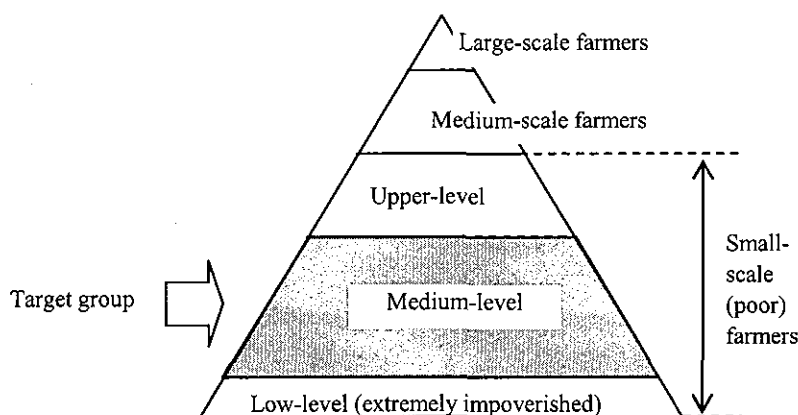 Large-scale farmers
Medium-scale farmers
Upper-level
Target group
Medium-level
Small-
scale
(poor)
farmers
Low-level (extremely impoverished)